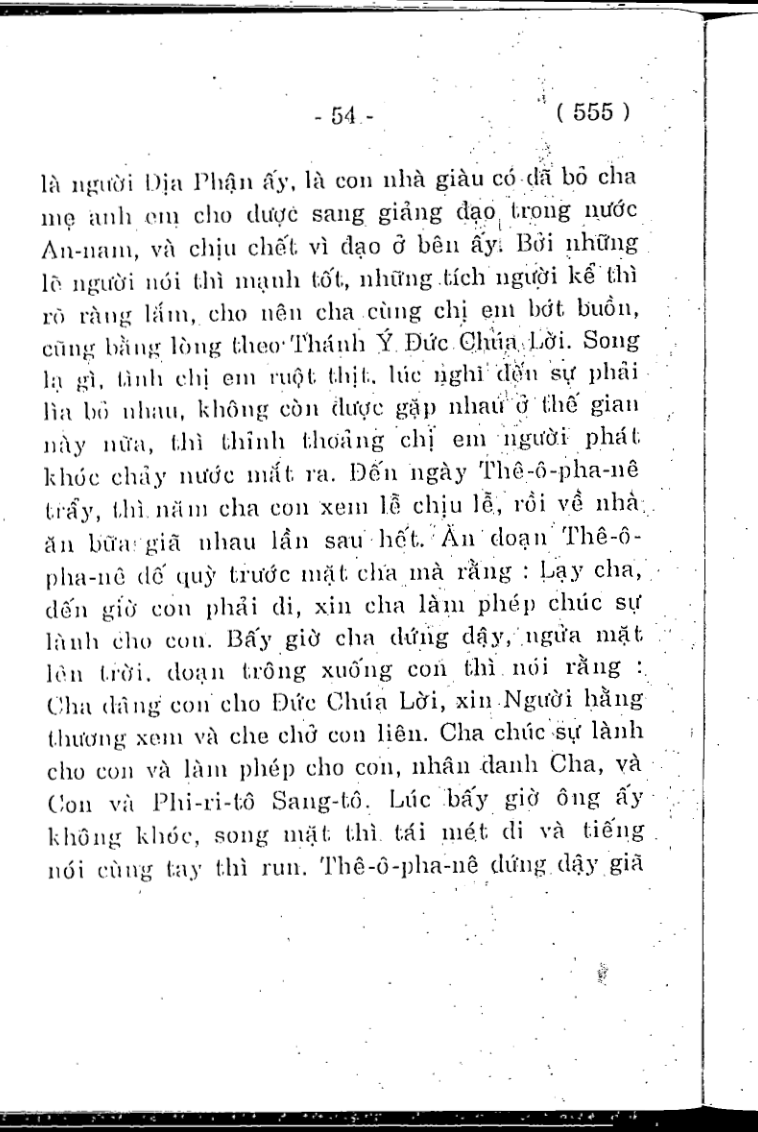 - 54 - ( 555 )
là người Địa Phận ấy, là con nhà giàu có đã bỏ cha
mẹ anh em cho được sang giảng đạo trong nước
An-nam, và chịu chết vì đạo ở bên ấy. Bởi những
lẽ người nói thì mạnh tốt, những tích người kể thì
rõ ràng lắm, cho nên cha cùng chị em bớt buồn,
cũng bằng lòng theo Thánh Ý Đức Chúa Lời. Song
lạ gì, tình chị em ruột thịt, lúc nghĩ đến sự phải
lìa bỏ nhau, không còn được gặp nhau ở thế gian
này nữa, thì thỉnh thoảng chị em người phát
khóc chảy nước mắt ra. Đến ngày Thê-ô-pha-nê
trẩy, thì năm cha con xem lễ chịu lễ, rồi về nhà
ăn bữa giã nhau lần sau hết. Ăn đoạn Thê-ô-
pha-nê đế quỳ trước mặt cha mà rằng : Lạy cha,
đến giờ con phải đi, xin cha làm phép chúc sự
lành cho con. Bấy giờ cha đứng dậy, ngửa mặt
lên trời, đoạn trông xuống con thì nói rằng :
Cha dâng con cho Đức Chúa Lời, xin Người hằng
thương xem và che chở con liên. Cha chúc sự lành
cho con và làm phép cho con, nhân danh Cha, và
Con và Phi-ri-tô Sang-tô. Lúc bấy giờ ông ấy
không khóc, song mặt thì tái mét đi và tiếng
nói cùng tay thì run. Thê-ô-pha-nê đứng dậy giã